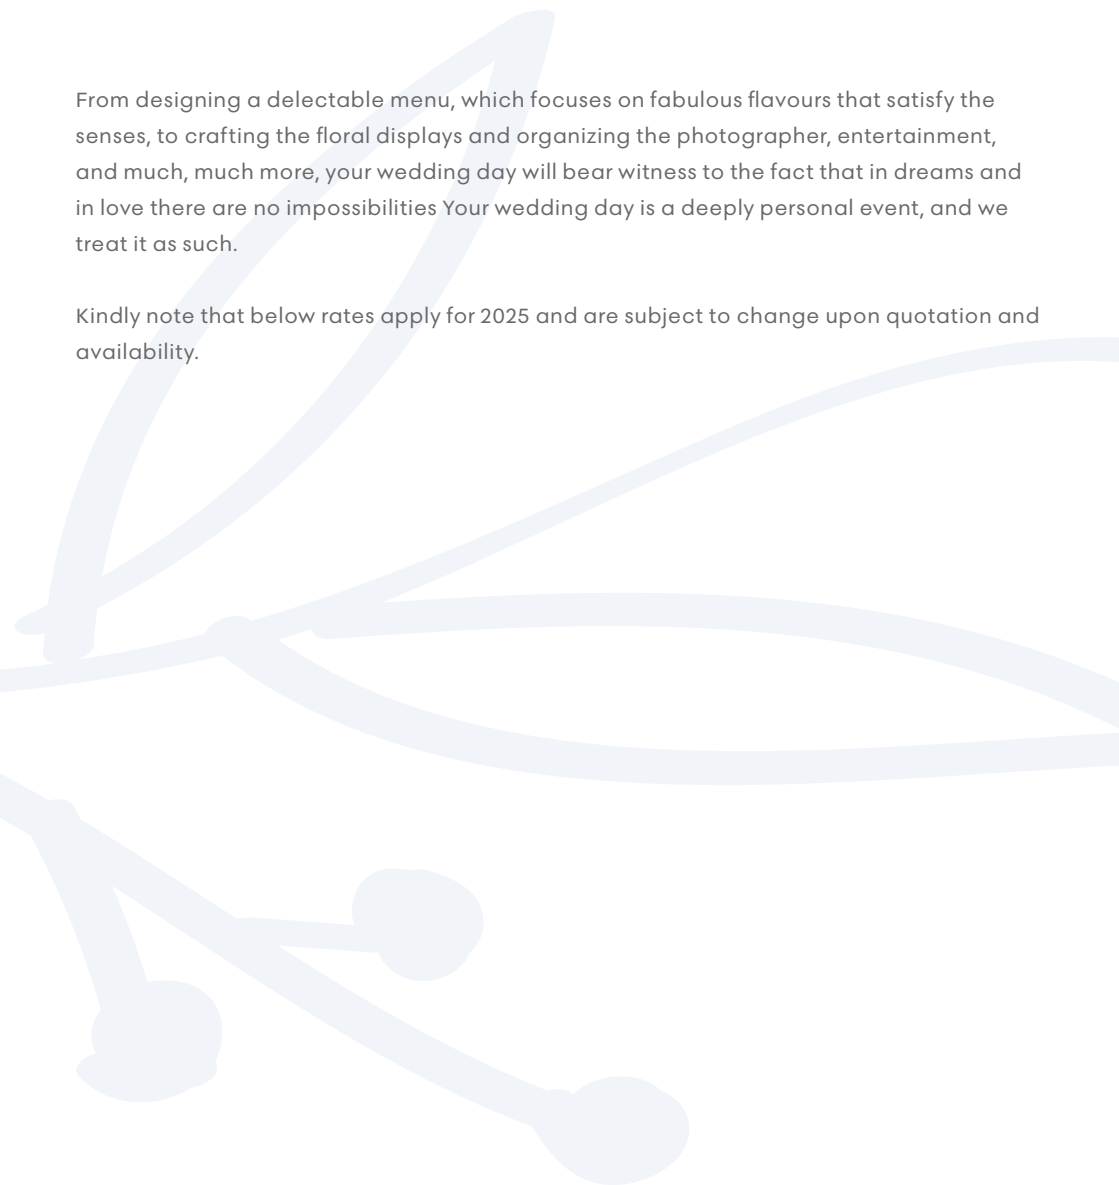 From designing a delectable menu, which focuses on fabulous flavours that satisfy the
senses, to crafting the floral displays and organizing the photographer, entertainment,
and much, much more, your wedding day will bear witness to the fact that in dreams and
in love there are no impossibilities Your wedding day is a deeply personal event, and we
treat it as such.
Kindly note that below rates apply for 2025 and are subject to change upon quotation and
availability.